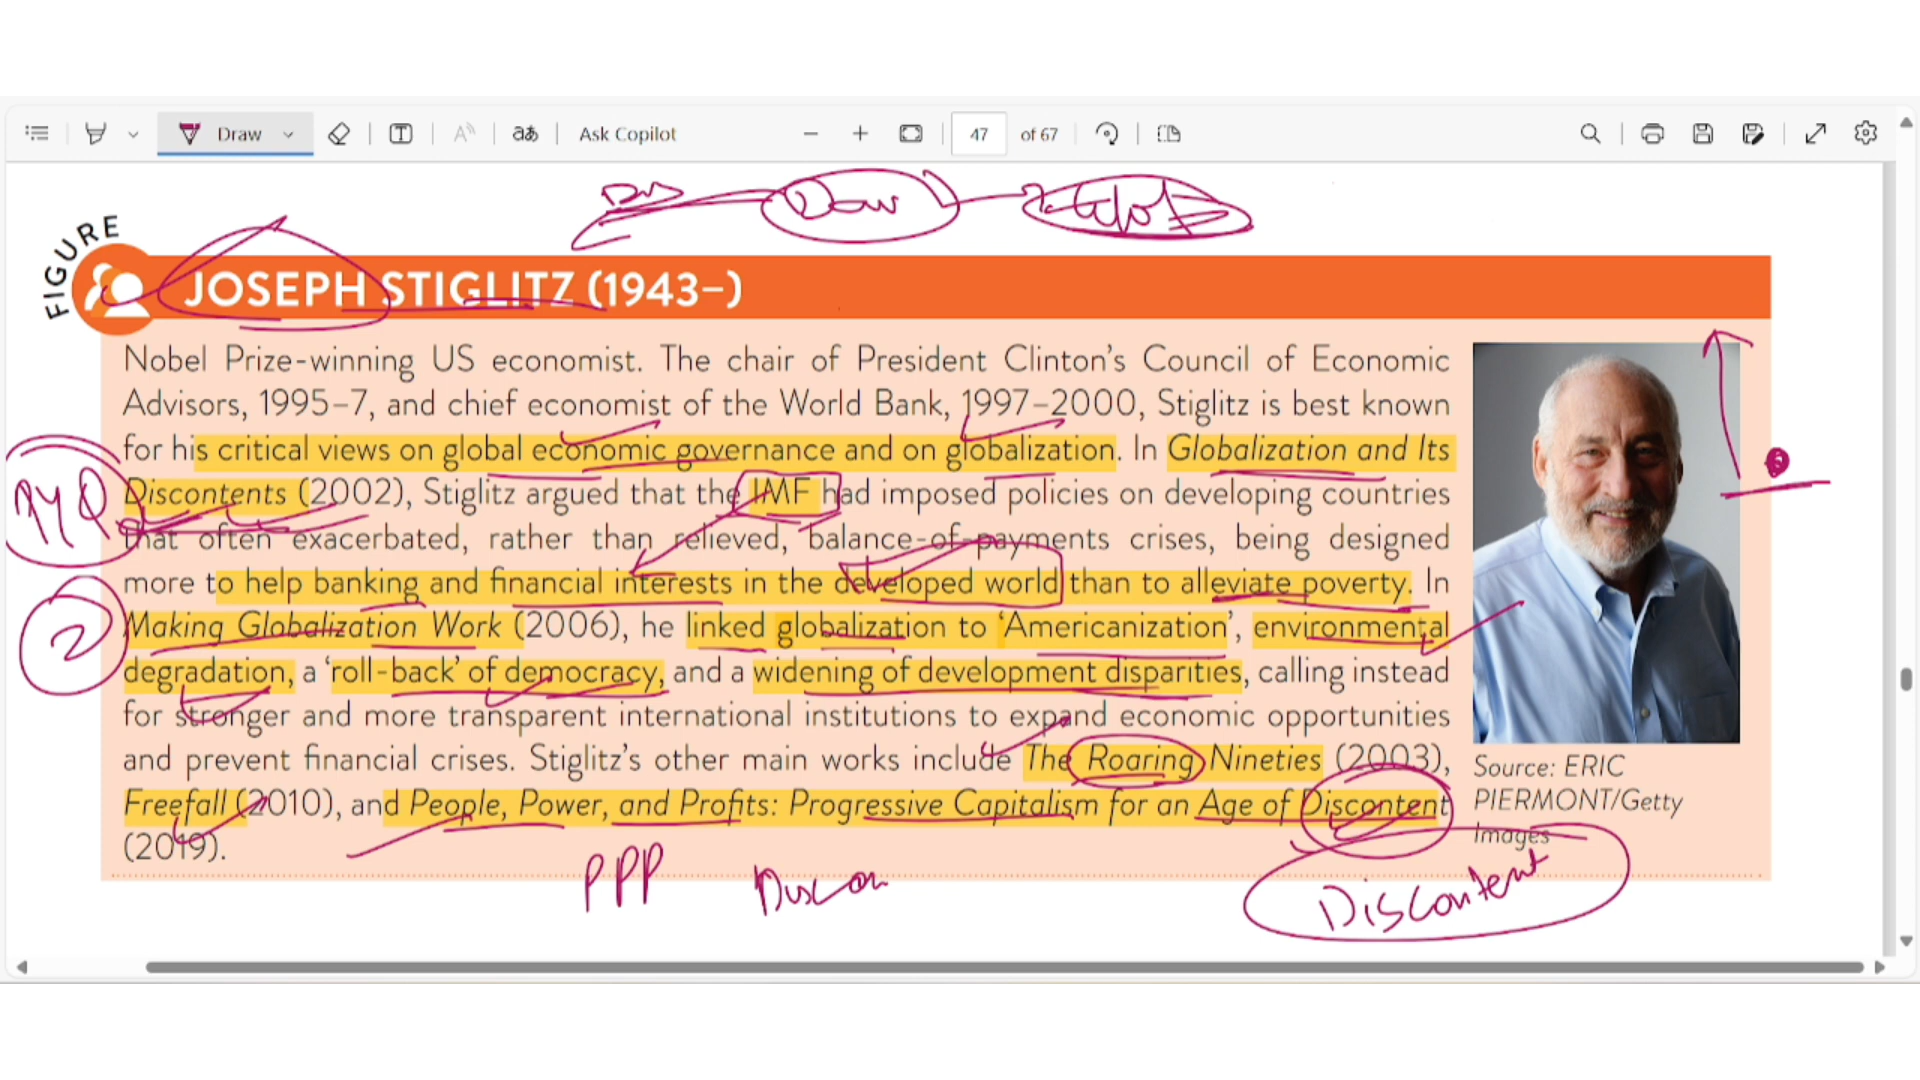 Draw
Ask Copilot
47 of 67
FIGURE
JOSEPH STIGLITZ (1943–)
Nobel Prize-winning US economist. The chair of President Clinton's Council of Economic
Advisors, 1995–7, and chief economist of the World Bank, 1997–2000, Stiglitz is best known
for his critical views on global economic governance and on globalization. In Globalization and Its
Discontents (2002), Stiglitz argued that the IMF had imposed policies on developing countries
that often exacerbated, rather than relieved, balance-of-payments crises, being designed
more to help banking and financial interests in the developed world than to alleviate poverty. In
Making Globalization Work (2006), he linked globalization to 'Americanization', environmental
degradation, a 'roll-back' of democracy, and a widening of development disparities, calling instead
for stronger and more transparent international institutions to expand economic opportunities
and prevent financial crises. Stiglitz's other main works include The Roaring Nineties (2003),
Freefall (2010), and People, Power, and Profits: Progressive Capitalism for an Age of Discontent
(2019).
Source: ERIC
PIERMONT/Getty
Images
PYQ
2
PPP
Discontent